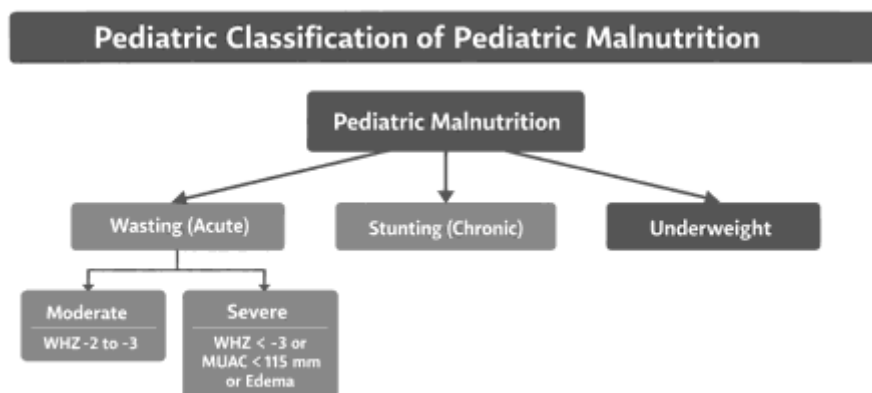 Pediatric Classification of Pediatric Malnutrition
Pediatric Malnutrition
Wasting (Acute)
Stunting (Chronic)
Underweight
Moderate
WHZ -2 to -3
Severe
WHZ < -3 or
MUAC < 115 mm
or Edema